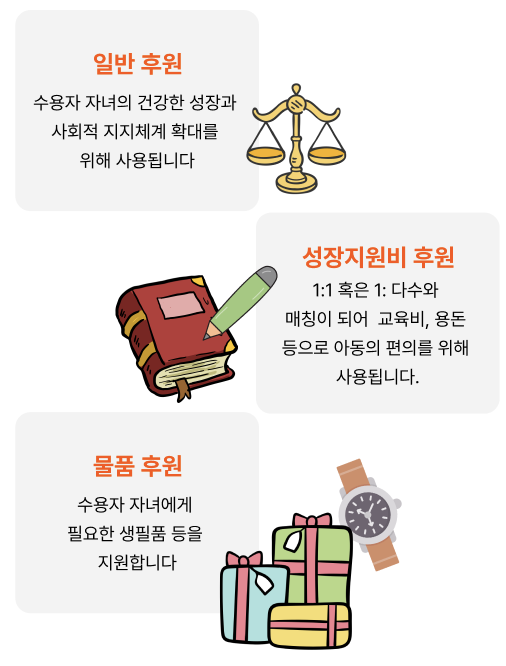 일반 후원
수용자 자녀의 건강한 성장과
사회적 지지체계 확대를
위해 사용됩니다
성장지원비 후원
1:1 혹은 1: 다수와
매칭이 되어  교육비, 용돈
등으로 아동의 편의를 위해
사용됩니다.
물품 후원
수용자 자녀에게
필요한 생필품 등을
지원합니다